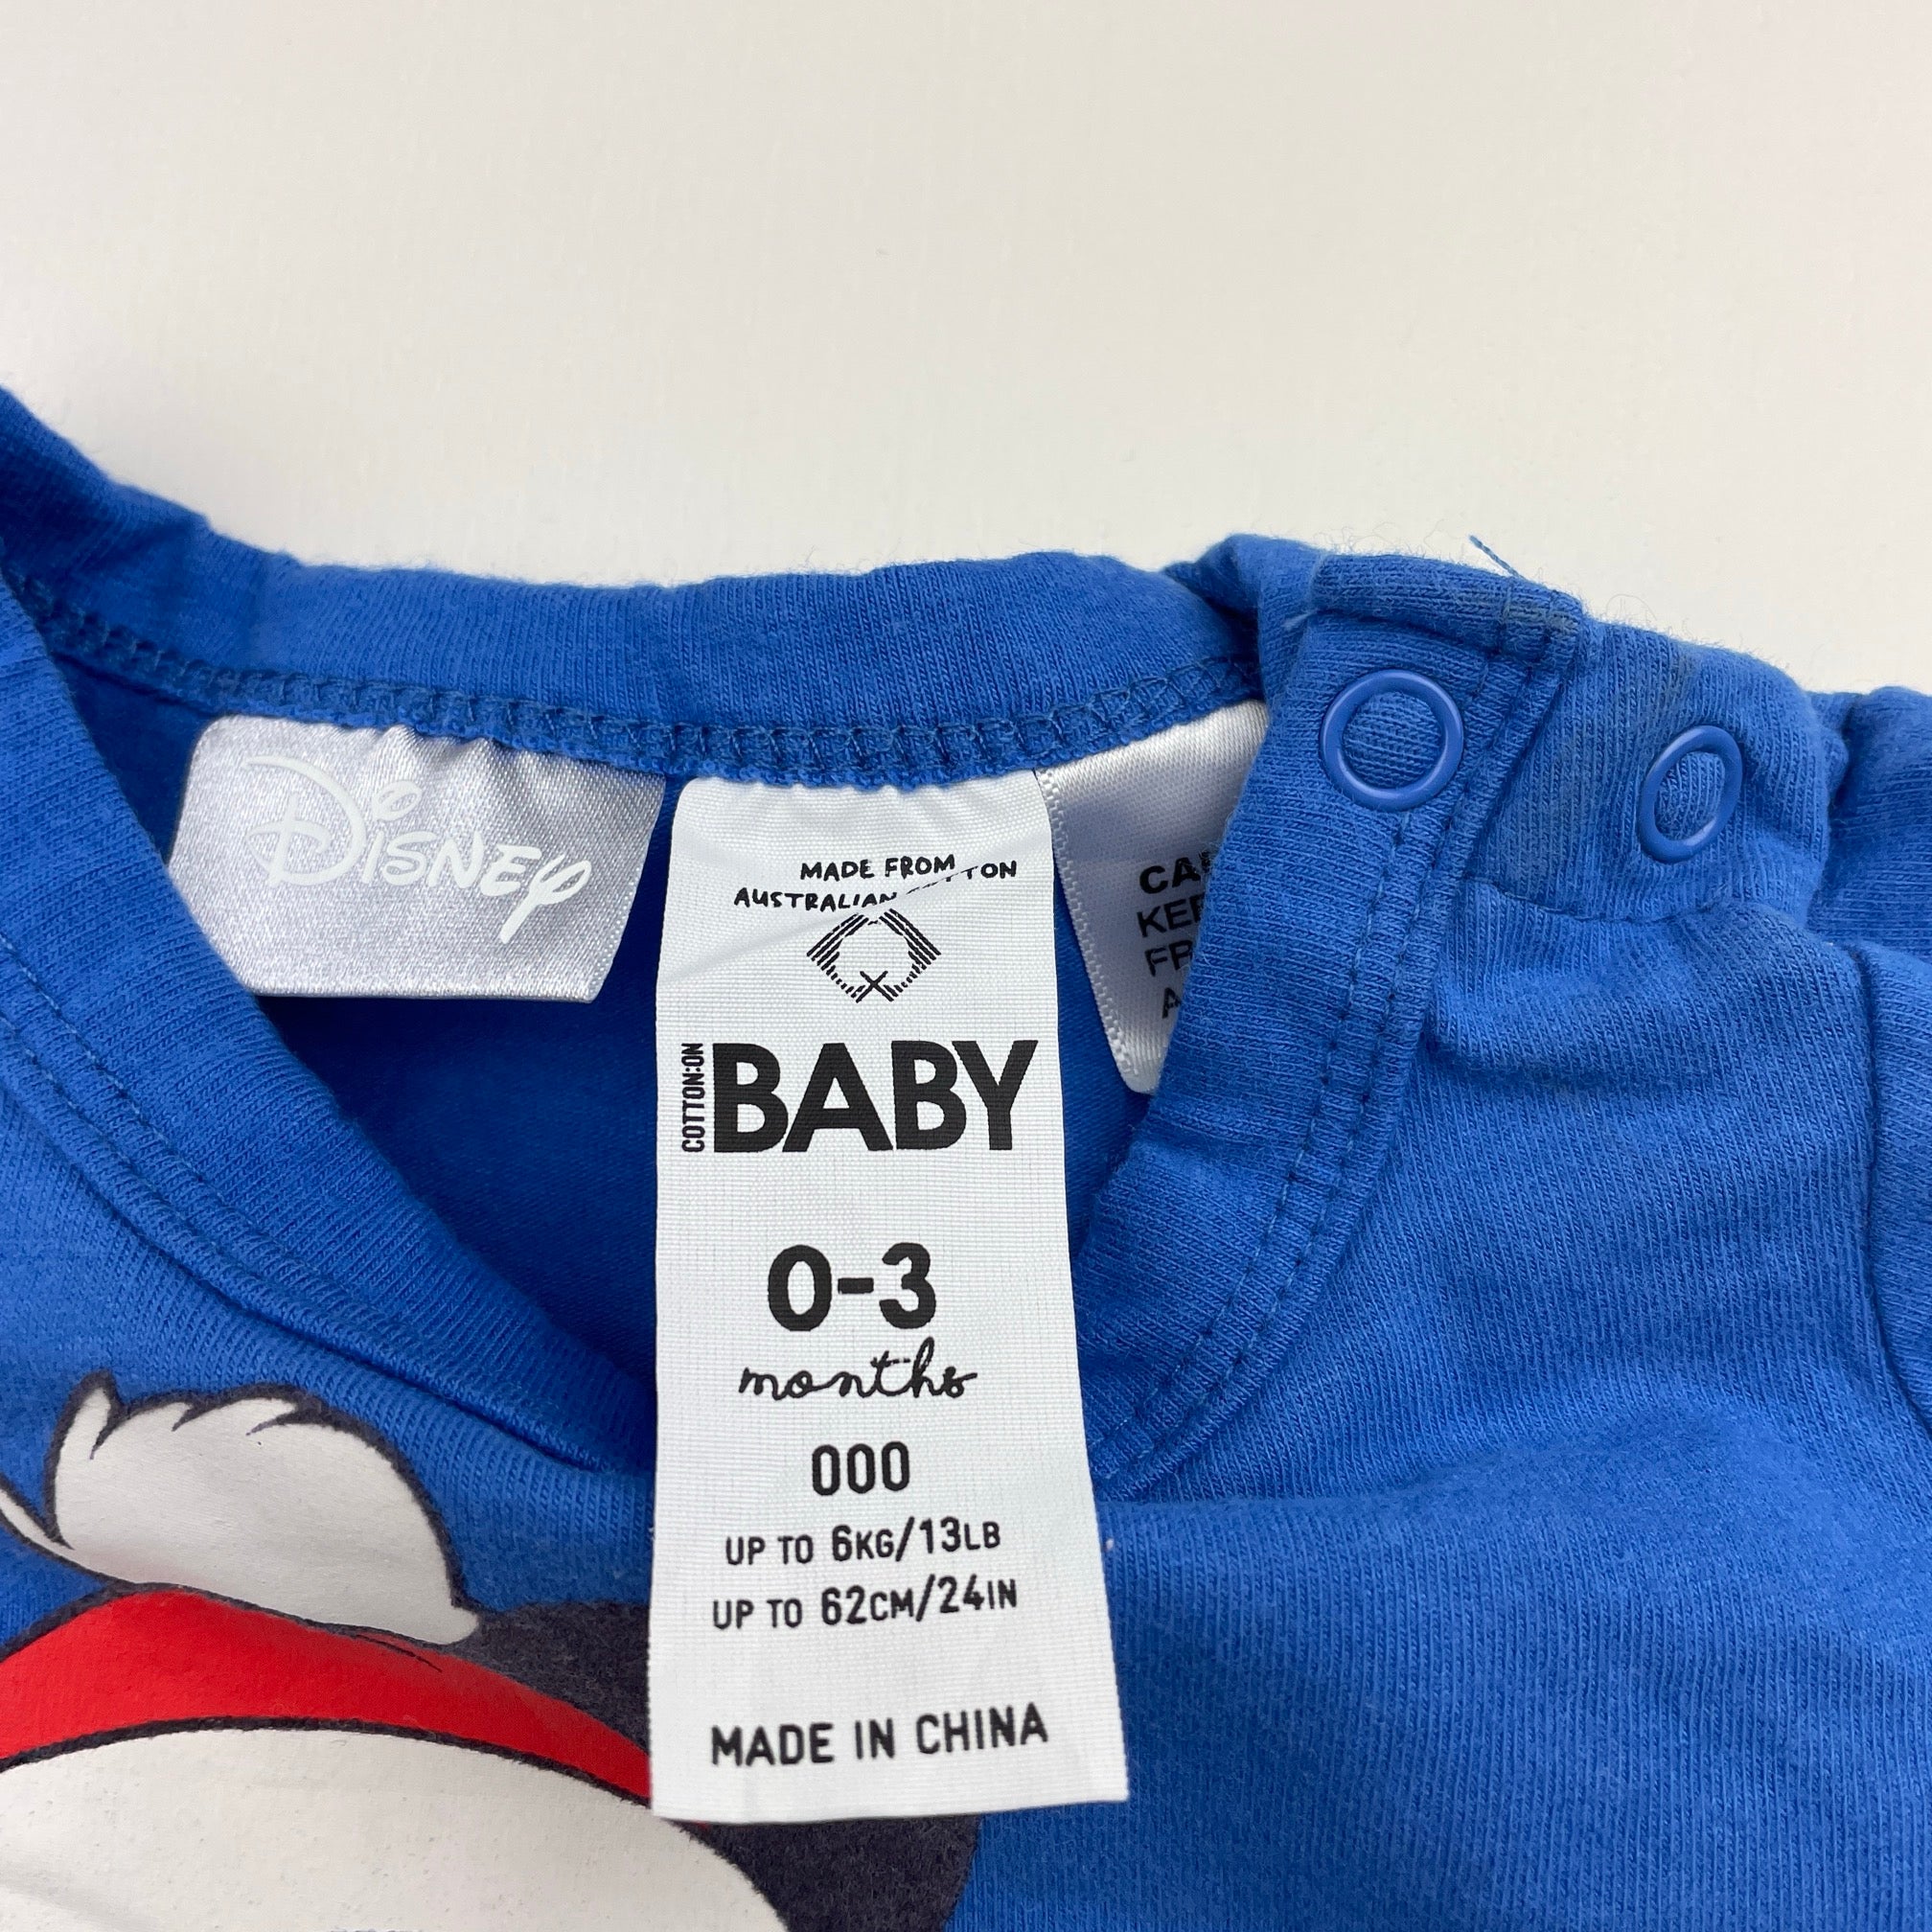 Disney
MADE FROM
AUSTRALIAN COTTON
COTTON:ON
BABY
0-3
months
000
UP TO 6KG/13LB
UP TO 62CM/24IN
MADE IN CHINA